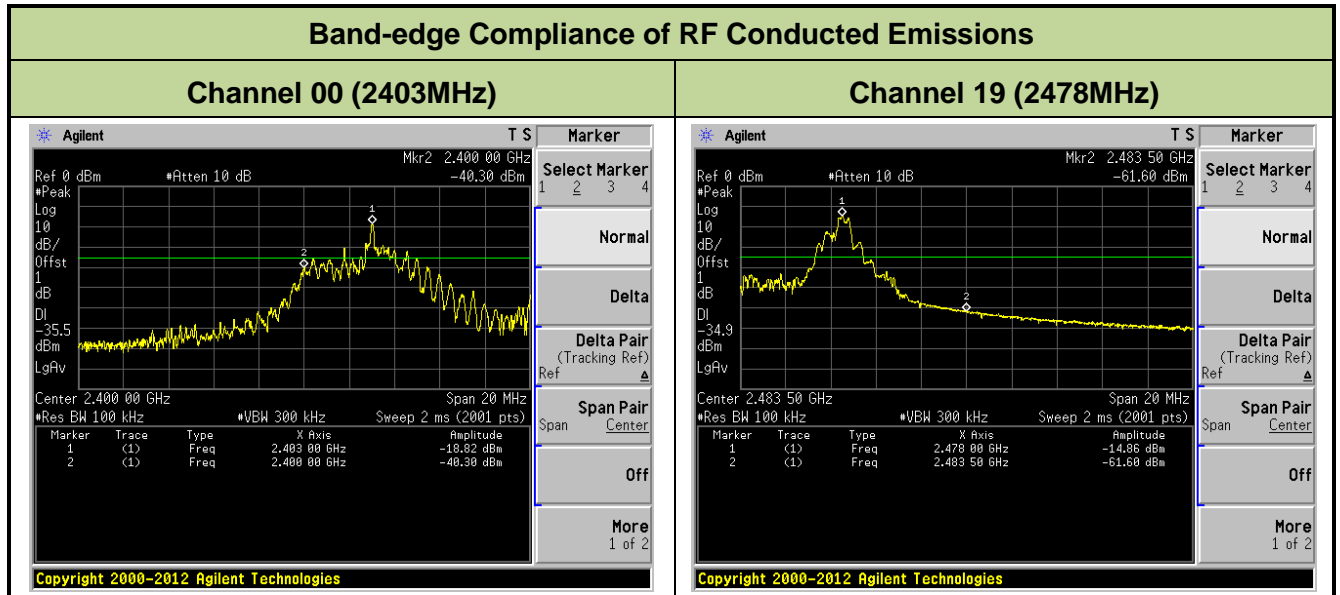 Band-edge Compliance of RF Conducted Emissions
Channel 00 (2403MHz)
Agilent
T S
Mkr2 2.400 00 GHz
Ref 0 dBm #Atten 10 dB -40.30 dBm
#Peak
Log
10
dB/
Offst
1
dB
DI
-35.5
dBm
LgAv
1
2
Center 2.400 00 GHz Span 20 MHz
#Res BW 100 kHz #VBW 300 kHz Sweep 2 ms (2001 pts)
Marker Trace Type X Axis Amplitude
1 (1) Freq 2.403 00 GHz -18.82 dBm
2 (1) Freq 2.400 00 GHz -40.30 dBm
Marker
Select Marker
1 2 3 4
Normal
Delta
Delta Pair
(Tracking Ref)
Ref Δ
Span Pair
Span Center
Off
More
1 of 2
Copyright 2000-2012 Agilent Technologies
Channel 19 (2478MHz)
Agilent
T S
Mkr2 2.483 50 GHz
Ref 0 dBm #Atten 10 dB -61.60 dBm
#Peak
Log
10
dB/
Offst
1
dB
DI
-34.9
dBm
LgAv
1
2
Center 2.483 50 GHz Span 20 MHz
#Res BW 100 kHz #VBW 300 kHz Sweep 2 ms (2001 pts)
Marker Trace Type X Axis Amplitude
1 (1) Freq 2.478 00 GHz -14.86 dBm
2 (1) Freq 2.483 50 GHz -61.60 dBm
Marker
Select Marker
1 2 3 4
Normal
Delta
Delta Pair
(Tracking Ref)
Ref Δ
Span Pair
Span Center
Off
More
1 of 2
Copyright 2000-2012 Agilent Technologies